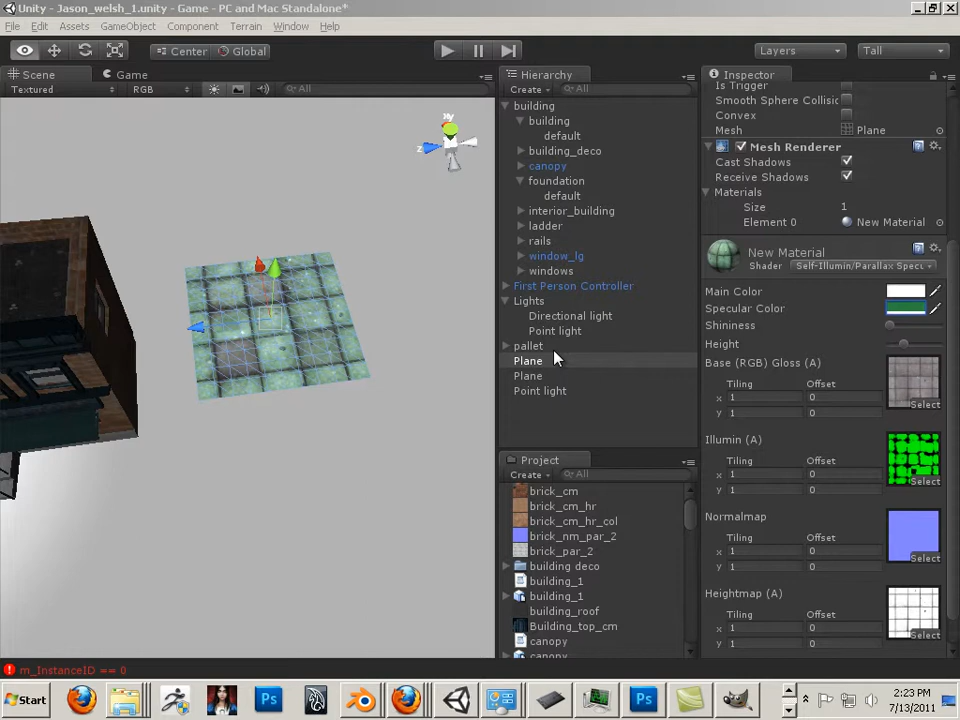 Unity - Jason_welsh_1.unity - Game - PC and Mac Standalone*
File Edit Assets GameObject Component Terrain Window Help
Center Global Layers Tall
Scene Game Hierarchy Inspector
Textured RGB All Create All
building
building
default
building_deco
canopy
foundation
default
interior_building
ladder
rails
window_lg
windows
First Person Controller
Lights
Directional light
Point light
pallet
Plane
Plane
Point light
Project
Create All
brick_cm
brick_cm_hr
brick_cm_hr_col
brick_nm_par_2
brick_par_2
building deco
building_1
building_1
building_roof
Building_top_cm
canopy
canopy
Is Trigger
Smooth Sphere Collisic
Convex
Mesh Plane
Mesh Renderer
Cast Shadows
Receive Shadows
Materials
Size 1
Element 0 New Material
New Material
Shader Self-Illumin/Parallax Specu
Main Color
Specular Color
Shininess
Height
Base (RGB) Gloss (A)
Tiling Offset
x 1 0
y 1 0
Select
Illumin (A)
Tiling Offset
x 1 0
y 1 0
Select
Normalmap
Tiling Offset
x 1 0
y 1 0
Select
Heightmap (A)
Tiling Offset
x 1 0
y 1 0
Select
xy
z
m_InstanceID == 0
Start Ps Ps 2:23 PM
7/13/2011